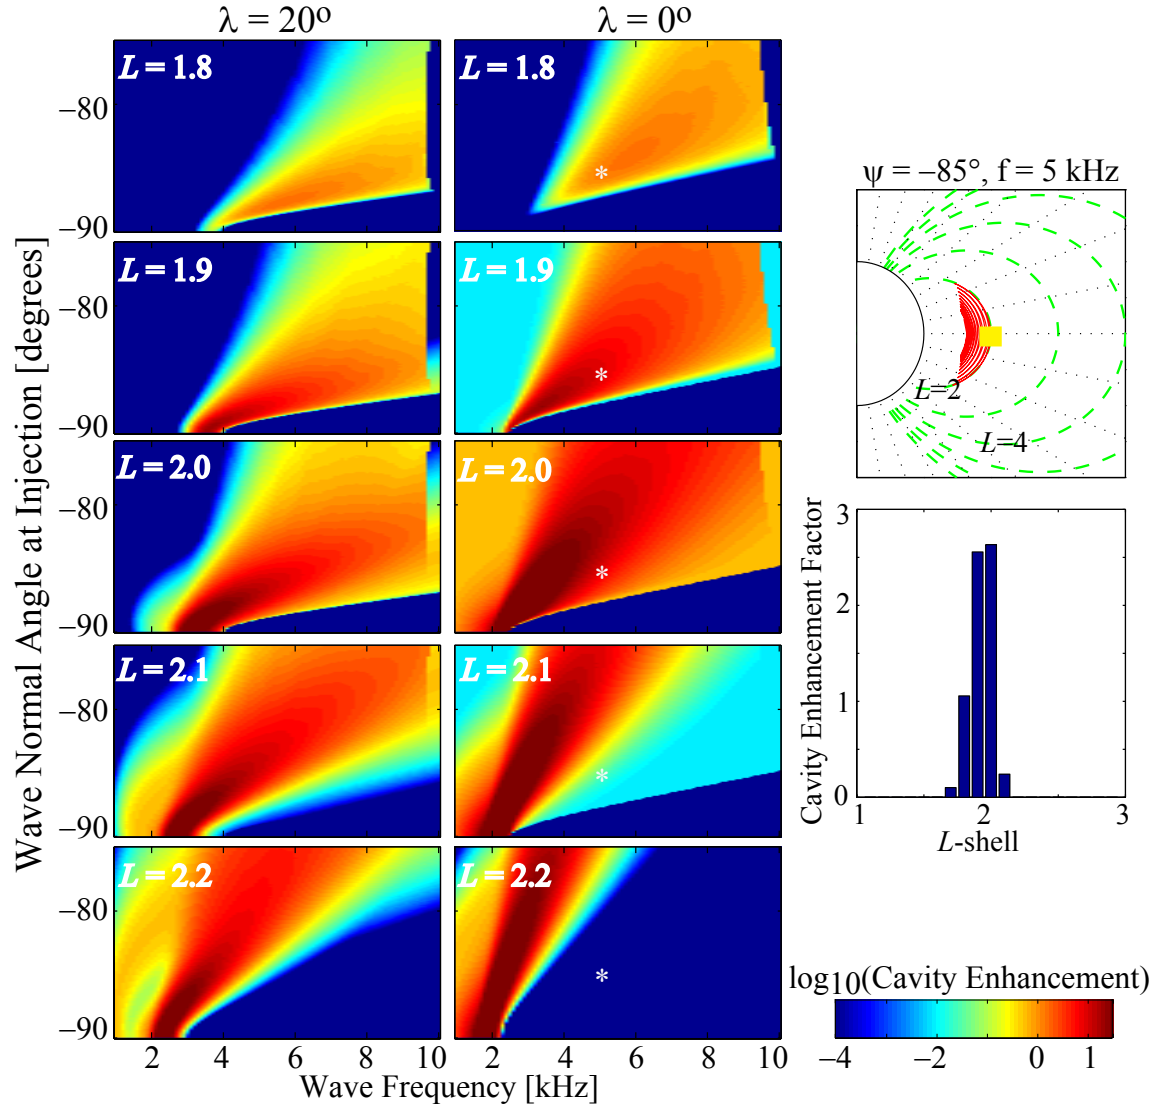 λ = 20º
λ = 0º
L = 1.8
L = 1.8
–80
–90
L = 1.9
L = 1.9
–80
–90
L = 2.0
L = 2.0
–80
–90
L = 2.1
L = 2.1
–80
–90
L = 2.2
L = 2.2
–80
–90
2 4 6 8 10
2 4 6 8 10
Wave Frequency [kHz]
Wave Normal Angle at Injection [degrees]
ψ = –85°, f = 5 kHz
L=2
L=4
Cavity Enhancement Factor
3
2
1
0
1 2 3
L-shell
log10(Cavity Enhancement)
–4 –2 0 1